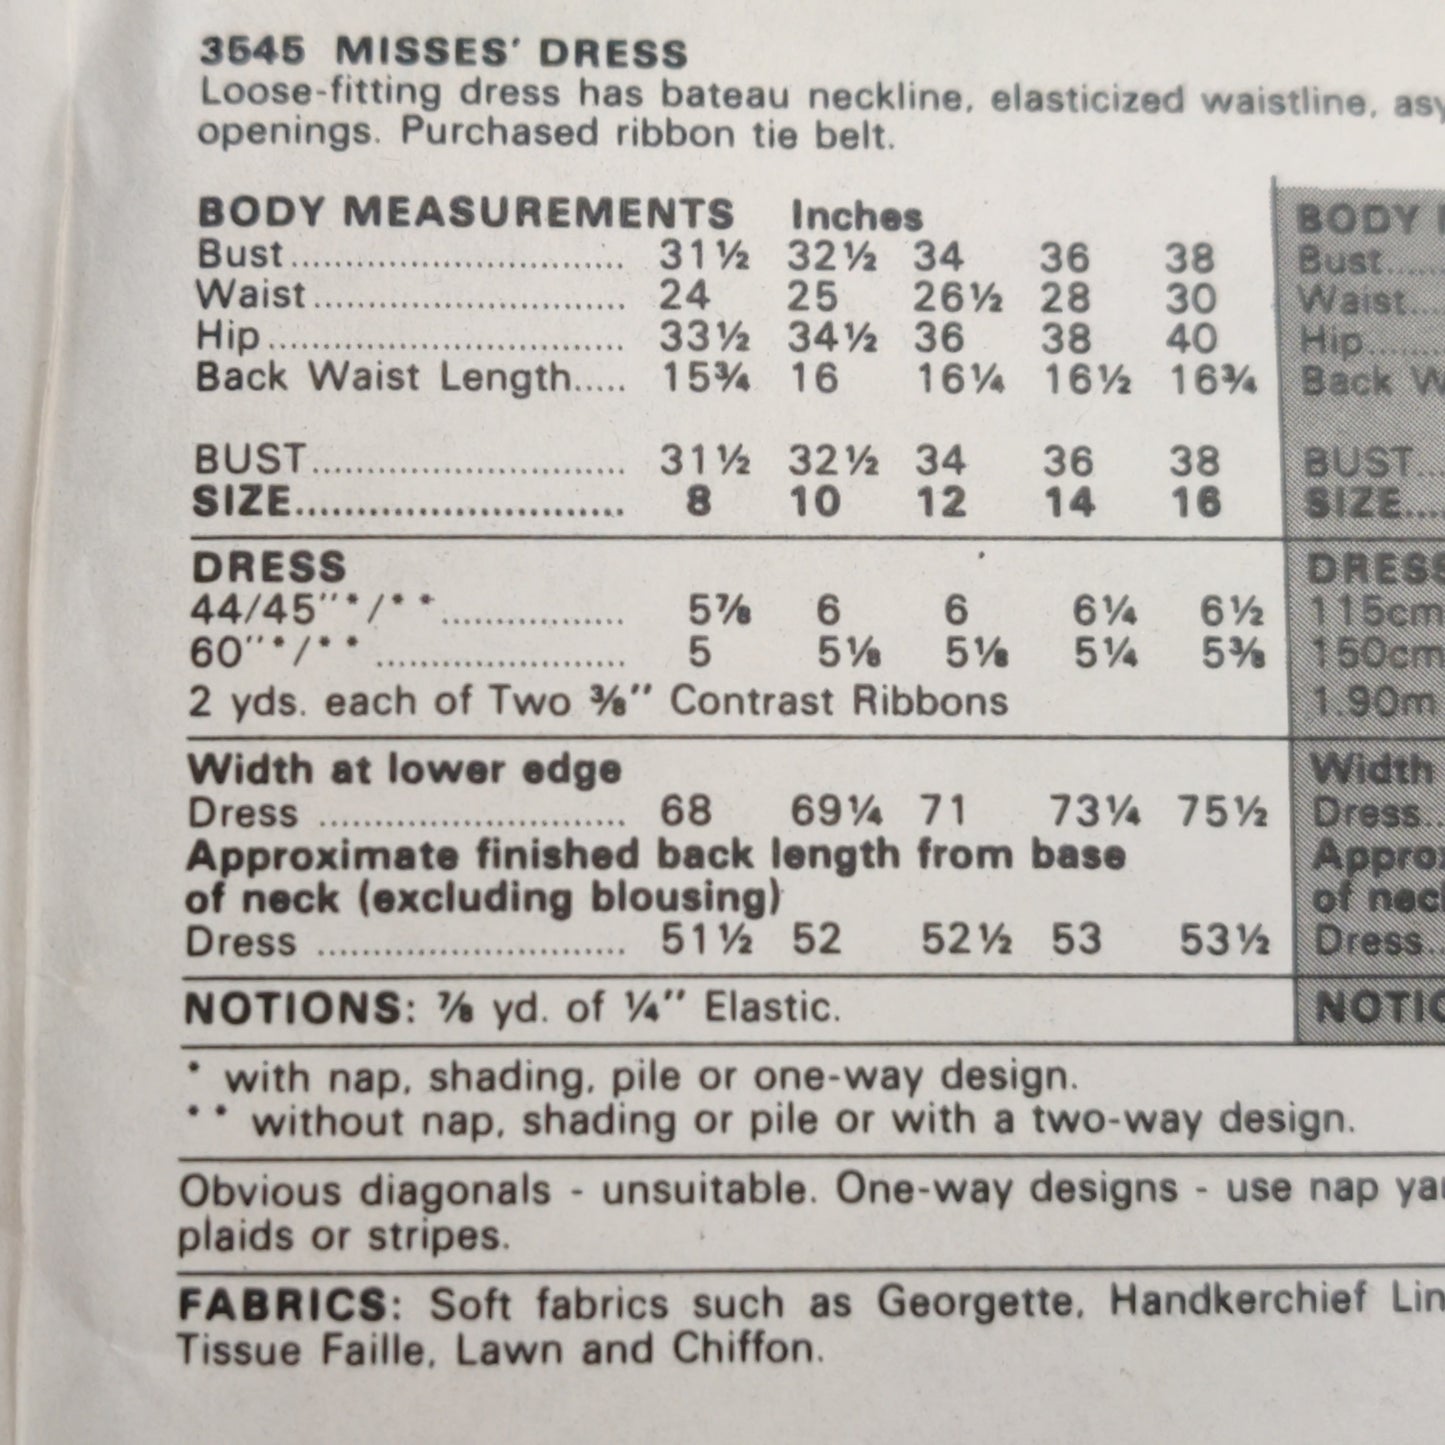 3545 MISSES' DRESS
Loose-fitting dress has bateau neckline, elasticized waistline,
openings. Purchased ribbon tie belt.
BODY MEASUREMENTS Inches
Bust.............................. 31½ 32½ 34 36 38
Waist............................ 24 25 26½ 28 30
Hip................................ 33½ 34½ 36 38 40
Back Waist Length..... 15¾ 16 16¼ 16½ 16¾
BUST............................ 31½ 32½ 34 36 38
SIZE............................ 8 10 12 14 16
DRESS
44/45"*/** ................. 5⅞ 6 6 6¼ 6½
60"*/** ....................... 5 5⅛ 5⅛ 5¼ 5⅜
2 yds. each of Two ⅜" Contrast Ribbons
Width at lower edge
Dress ............................ 68 69¼ 71 73¼ 75½
Approximate finished back length from base
of neck (excluding blousing)
Dress ............................ 51½ 52 52½ 53 53½
NOTIONS: ⅞ yd. of ¼" Elastic.
BODY
Bust......
Waist...
Hip.......
Back
BUST...
SIZE....
DRESS
115cm
150cm
1.90m
Width
Dress..
of
Dress..
* with nap, shading, pile or one-way design.
** without nap, shading or pile or with a two-way design.
Obvious diagonals - unsuitable. One-way designs - use nap
plaids or stripes.
FABRICS: Soft fabrics such as Georgette, Handkerchief
Tissue Faille, Lawn and Chiffon.